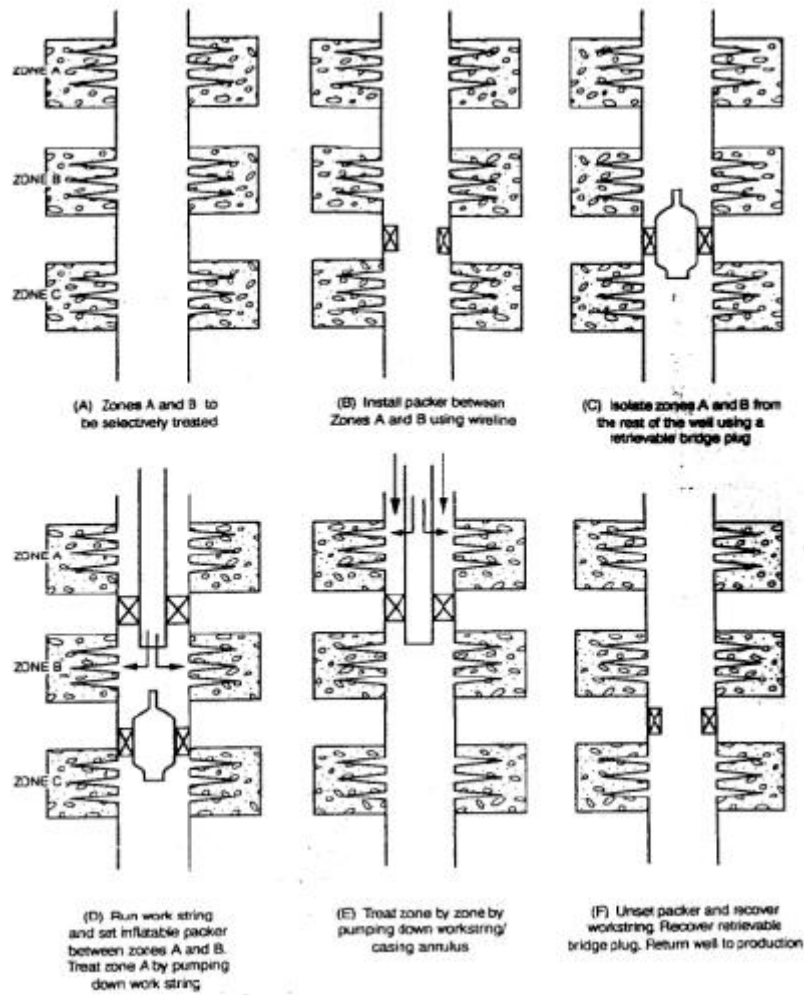 ZONE A
ZONE B
ZONE C
(A) Zones A and B to
be selectively treated
(B) Install packer between
Zones A and B using wireline
(C) Isolate zones A and B from
the rest of the well using a
retrievable bridge plug
ZONE A
ZONE B
ZONE C
(D) Run work string
and set inflatable packer
between zones A and B.
Treat zone A by pumping
down work string
(E) Treat zone by zone by
pumping down workstring/
casing annulus
(F) Unset packer and recover
workstring. Recover retrievable
bridge plug. Return well to production